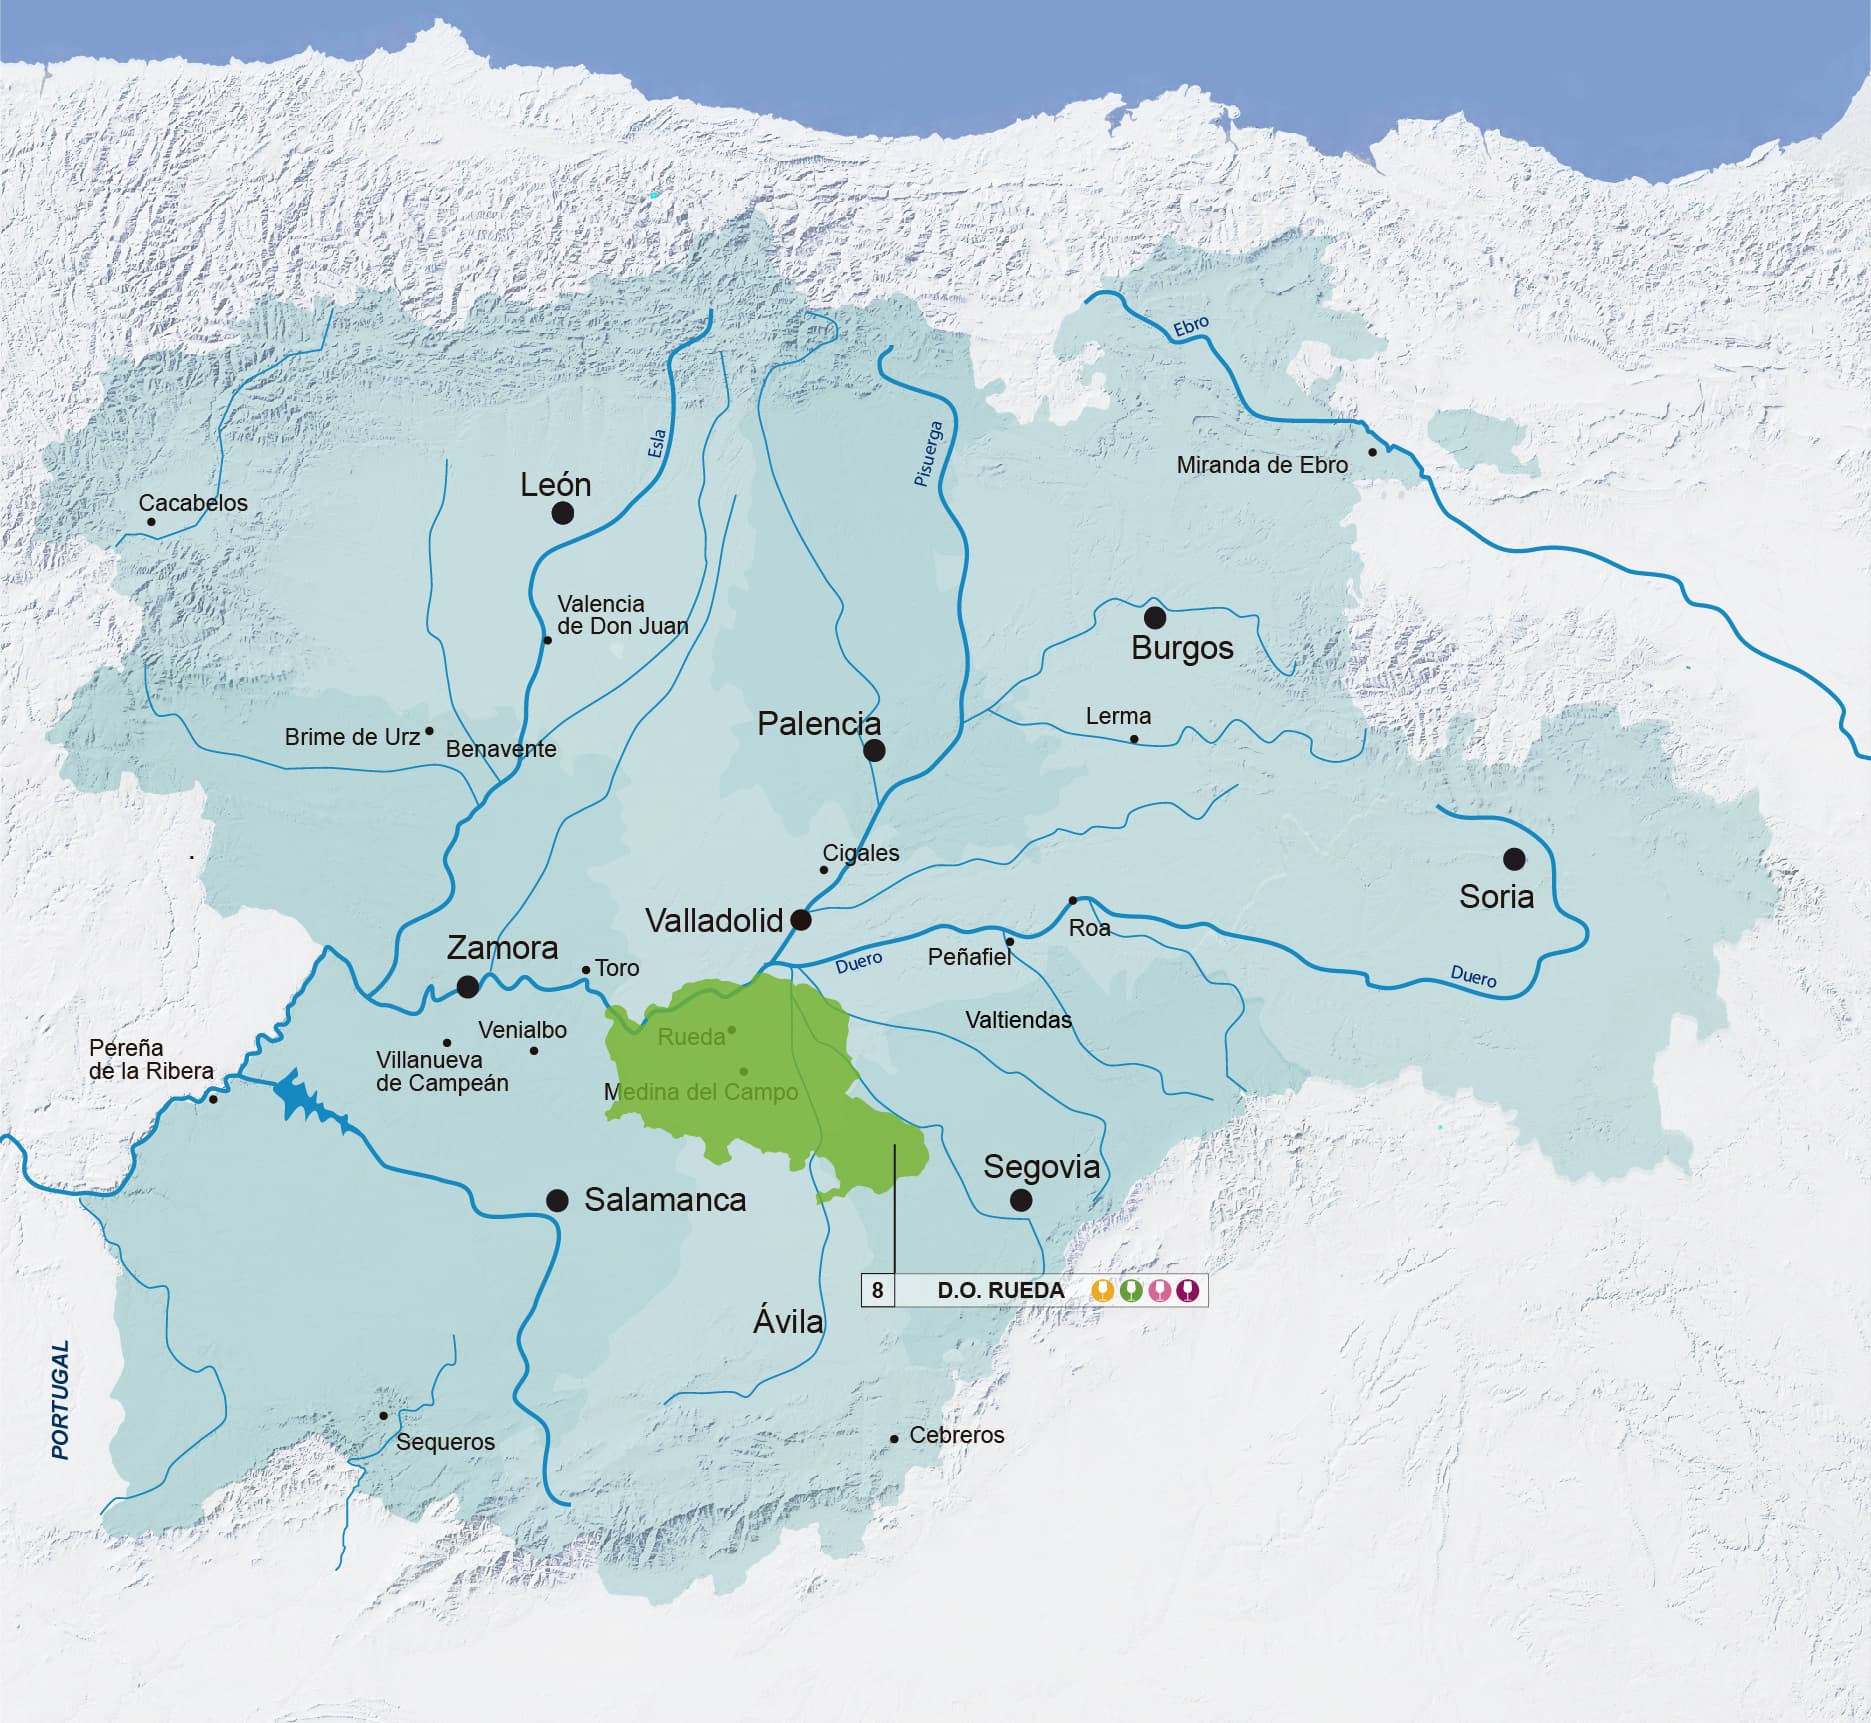 Ebro
Esla
Pisuerga
Miranda de Ebro
León
Cacabelos
Valencia
de Don Juan
Burgos
Lerma
Palencia
Brime de Urz
Benavente
Cigales
Soria
Valladolid
Roa
Zamora
Toro
Peñafiel
Duero
Duero
Venialbo
Rueda
Valtiendas
Pereña
de la Ribera
Villanueva
de Campeán
Medina del Campo
Segovia
Salamanca
8 D.O. RUEDA
Ávila
PORTUGAL
Sequeros
Cebreros